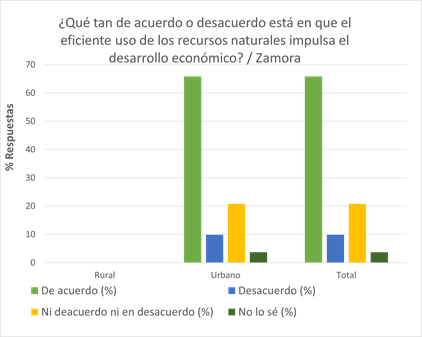 ¿Qué tan de acuerdo o desacuerdo está en que el
eficiente uso de los recursos naturales impulsa el
desarrollo económico? / Zamora
% Respuestas
70
60
50
40
30
20
10
0
Rural
Urbano
Total
De acuerdo (%)
Desacuerdo (%)
Ni deacuerdo ni en desacuerdo (%)
No lo sé (%)